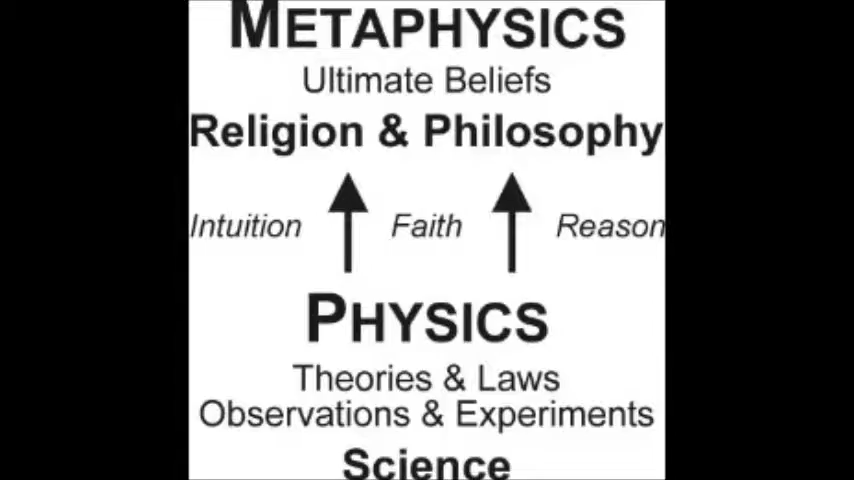 METAPHYSICS
Ultimate Beliefs
Religion & Philosophy
Intuition Faith Reason
PHYSICS
Theories & Laws
Observations & Experiments
Science